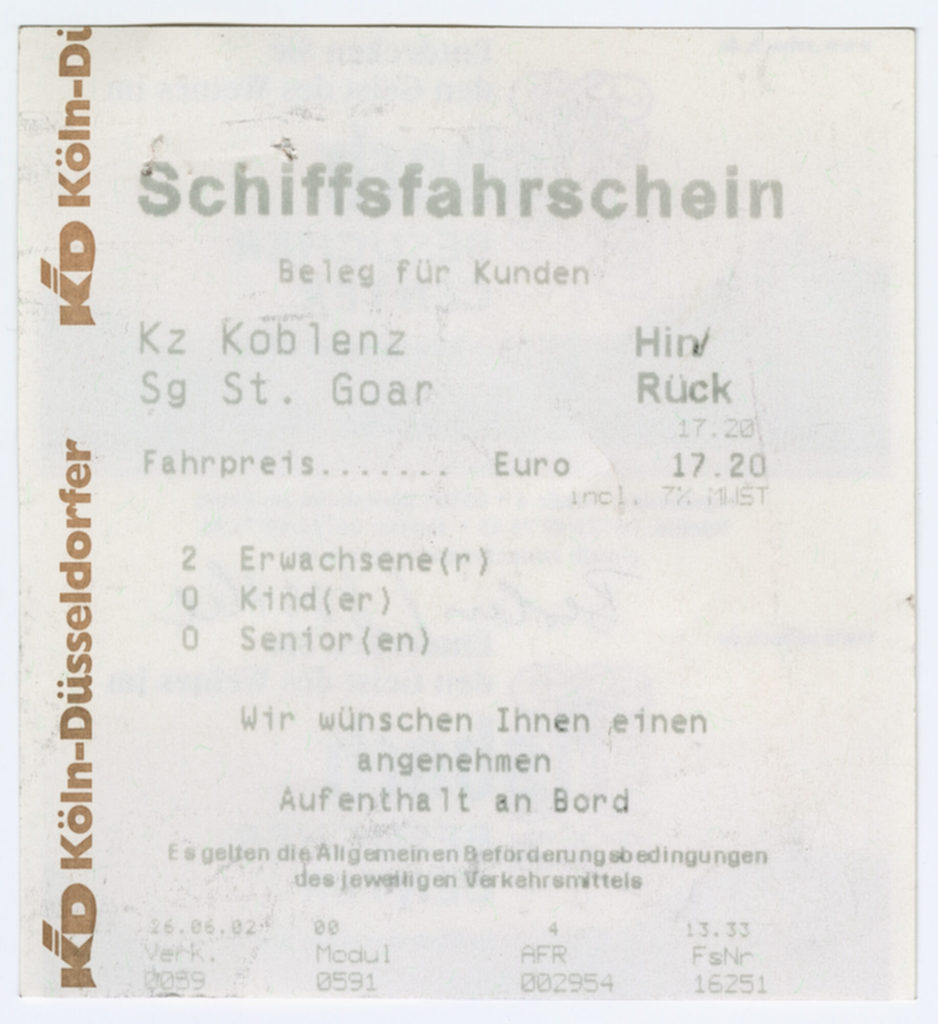 Schiffsfahrschein
Beleg für Kunden
Kz Koblenz Hin/
Sg St. Goar Rück
17.20
Fahrpreis....... Euro 17.20
incl. 7% MWST
2 Erwachsene(r)
0 Kind(er)
0 Senior(en)
Wir wünschen Ihnen einen
angenehmen
Aufenthalt an Bord
Es gelten die Allgemeinen Beförderungsbedingungen
des jeweiligen Verkehrsmittels
26.06.02 00 4 13.33
Verk. Modul AFR FsNr
0059 0591 002954 16251
KD Köln-Düsseldorfer
KD Köln-Dü